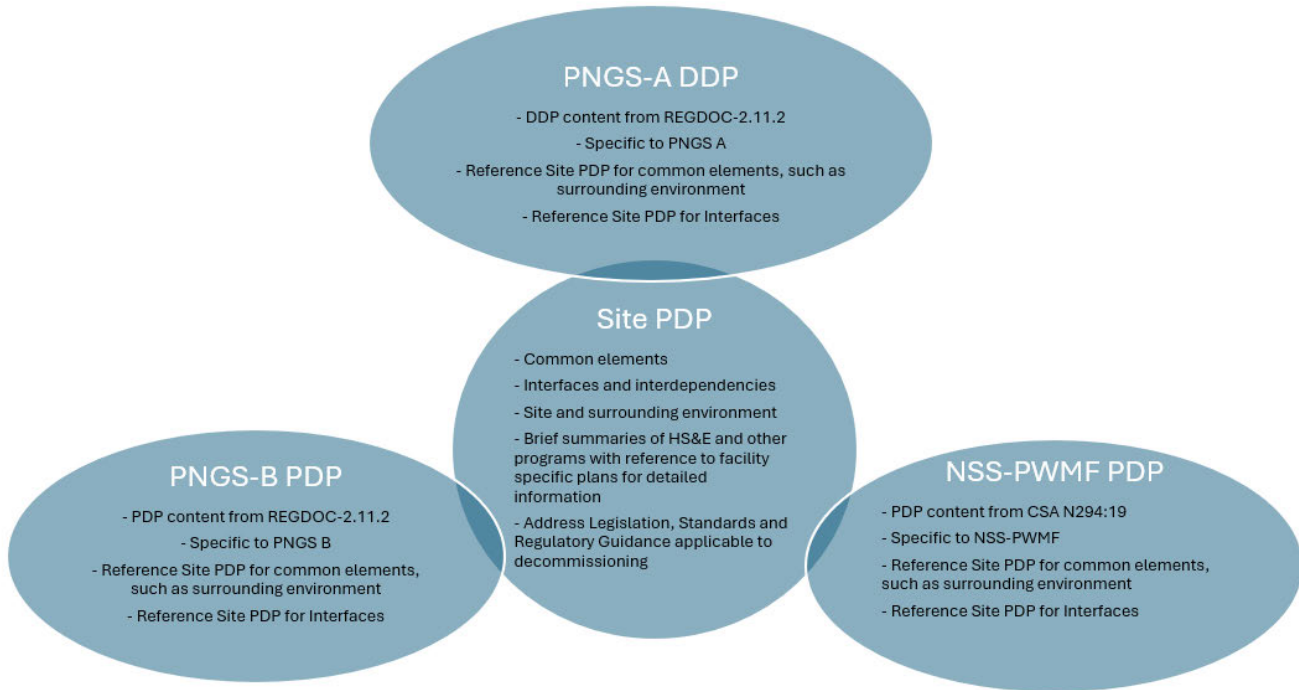 PNGS-A DDP
- DDP content from REGDOC-2.11.2
- Specific to PNGS A
- Reference Site PDP for common elements, such as
surrounding environment
- Reference Site PDP for Interfaces
Site PDP
- Common elements
- Interfaces and interdependencies
- Site and surrounding environment
- Brief summaries of HS&E and other
programs with reference to facility
specific plans for detailed
information
- Address Legislation, Standards and
Regulatory Guidance applicable to
decommissioning
PNGS-B PDP
- PDP content from REGDOC-2.11.2
- Specific to PNGS B
- Reference Site PDP for common elements,
such as surrounding environment
- Reference Site PDP for Interfaces
NSS-PWMF PDP
- PDP content from CSA N294:19
- Specific to NSS-PWMF
- Reference Site PDP for common elements,
such as surrounding environment
- Reference Site PDP for Interfaces